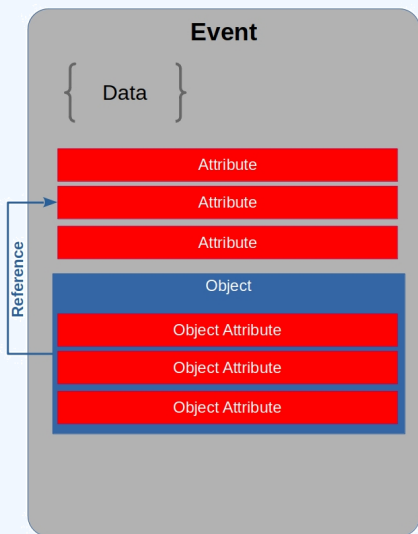 Event
Data
Attribute
Attribute
Attribute
Reference
Object
Object Attribute
Object Attribute
Object Attribute